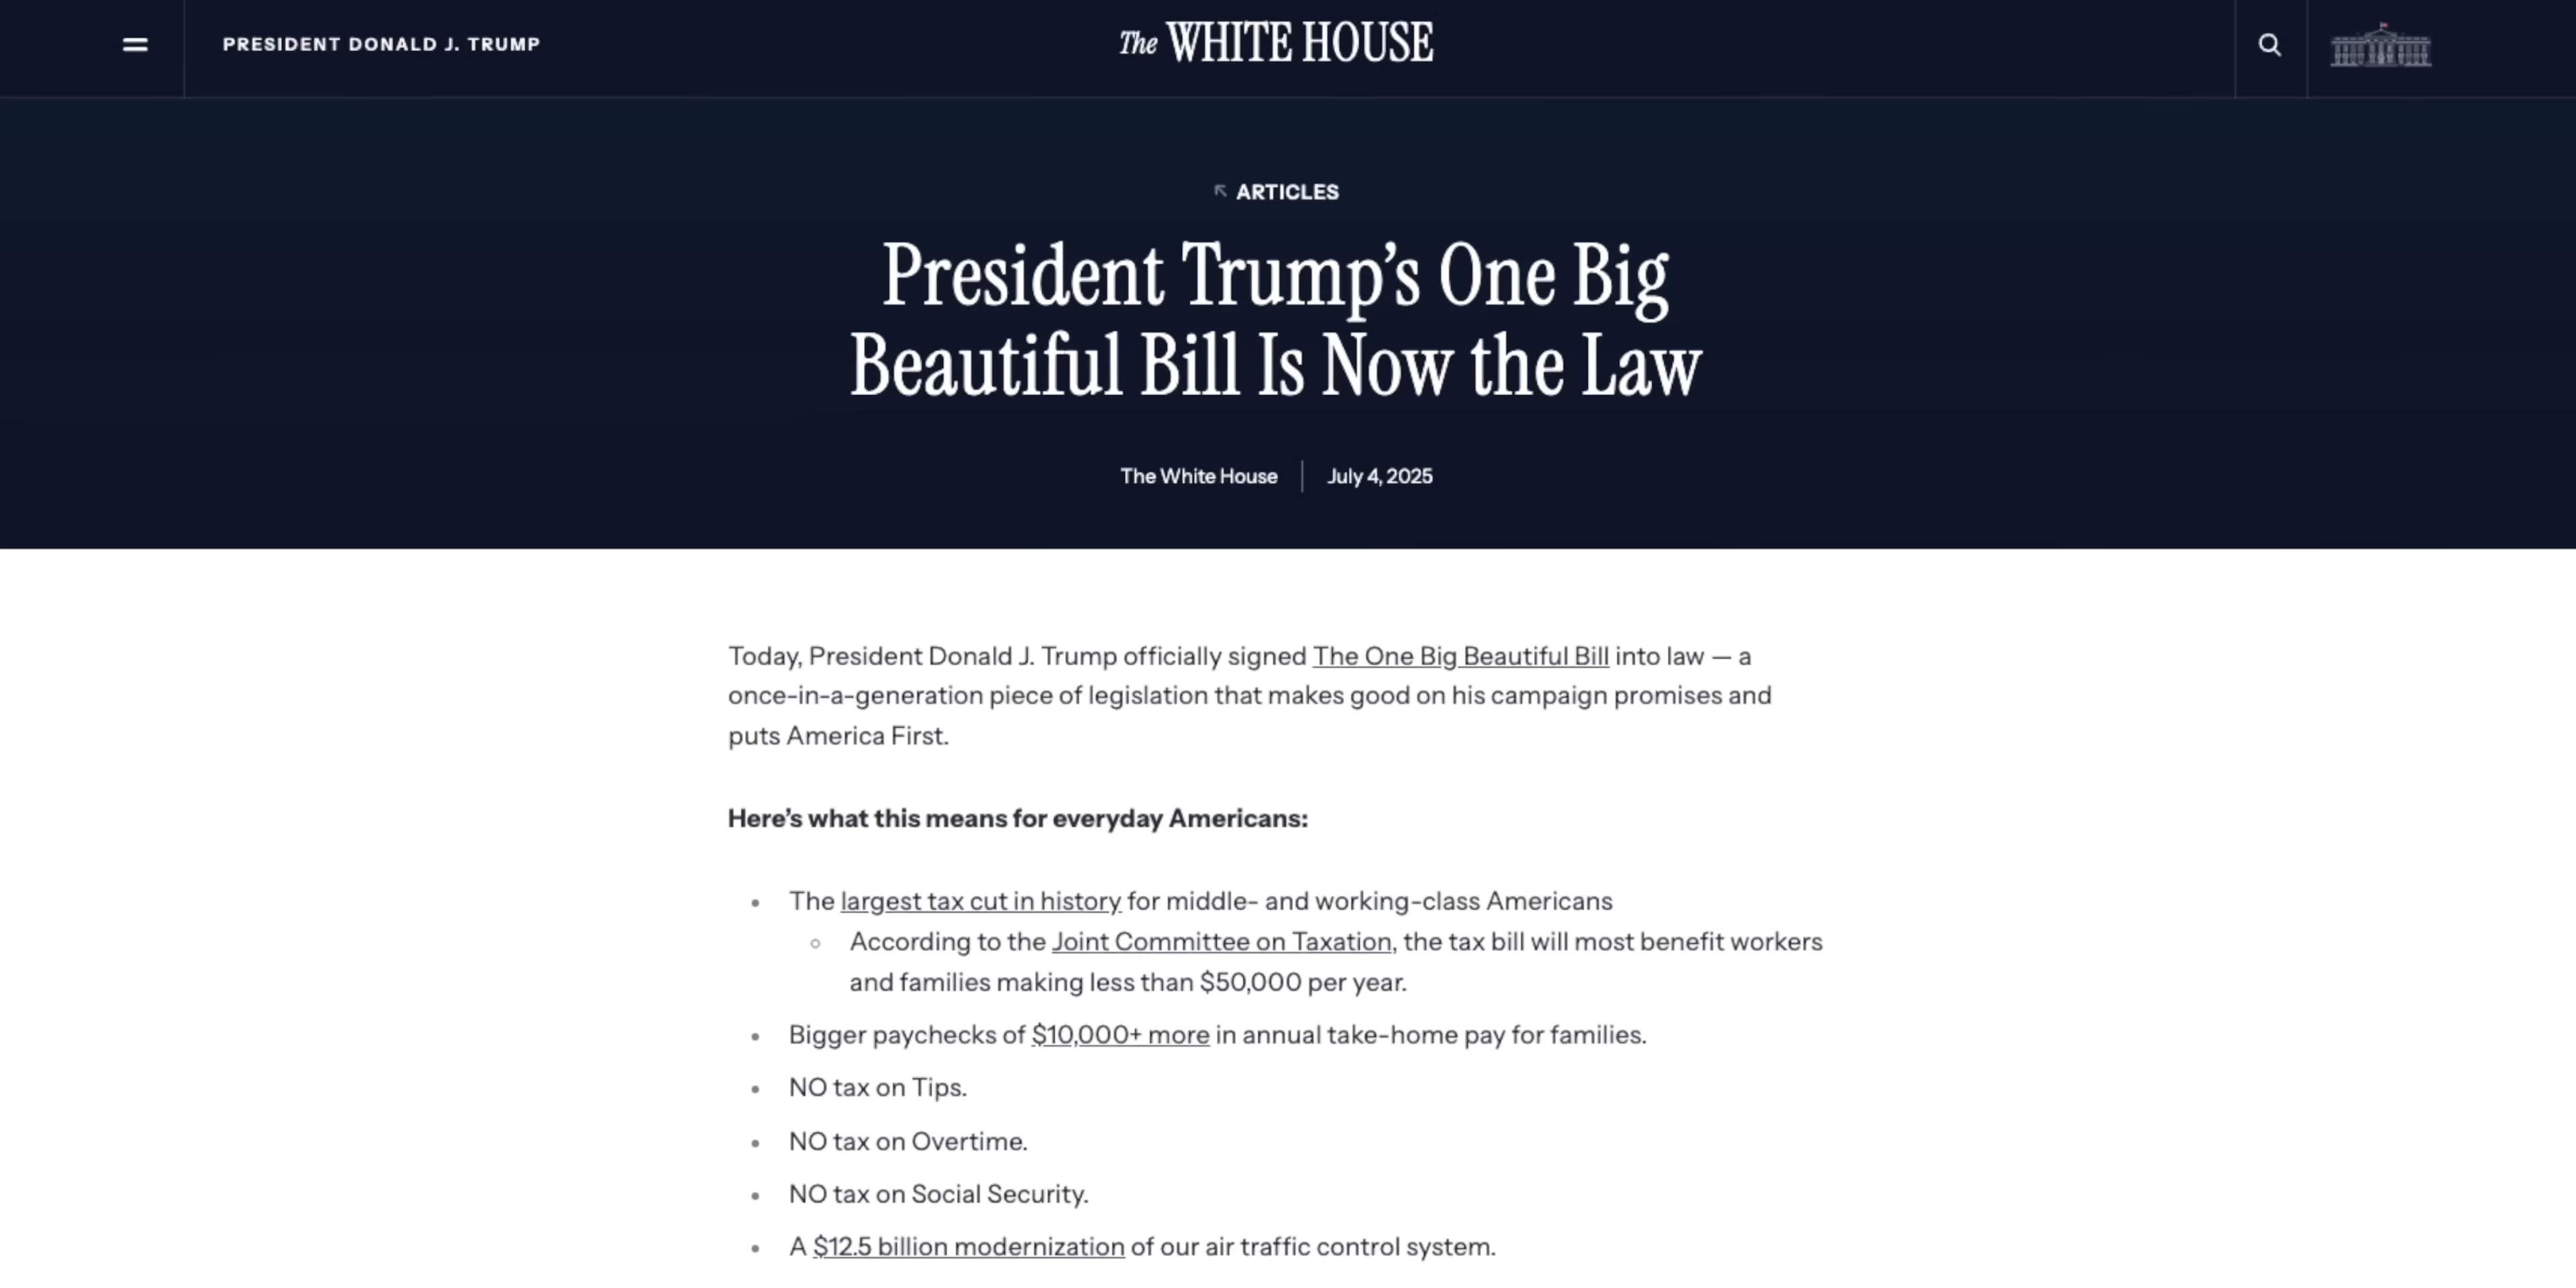 PRESIDENT DONALD J. TRUMP
The WHITE HOUSE
ARTICLES
President Trump’s One Big
Beautiful Bill Is Now the Law
The White House
July 4, 2025
Today, President Donald J. Trump officially signed The One Big Beautiful Bill into law — a
once-in-a-generation piece of legislation that makes good on his campaign promises and
puts America First.
Here’s what this means for everyday Americans:
The largest tax cut in history for middle- and working-class Americans
According to the Joint Committee on Taxation, the tax bill will most benefit workers
and families making less than $50,000 per year.
Bigger paychecks of $10,000+ more in annual take-home pay for families.
NO tax on Tips.
NO tax on Overtime.
NO tax on Social Security.
A $12.5 billion modernization of our air traffic control system.